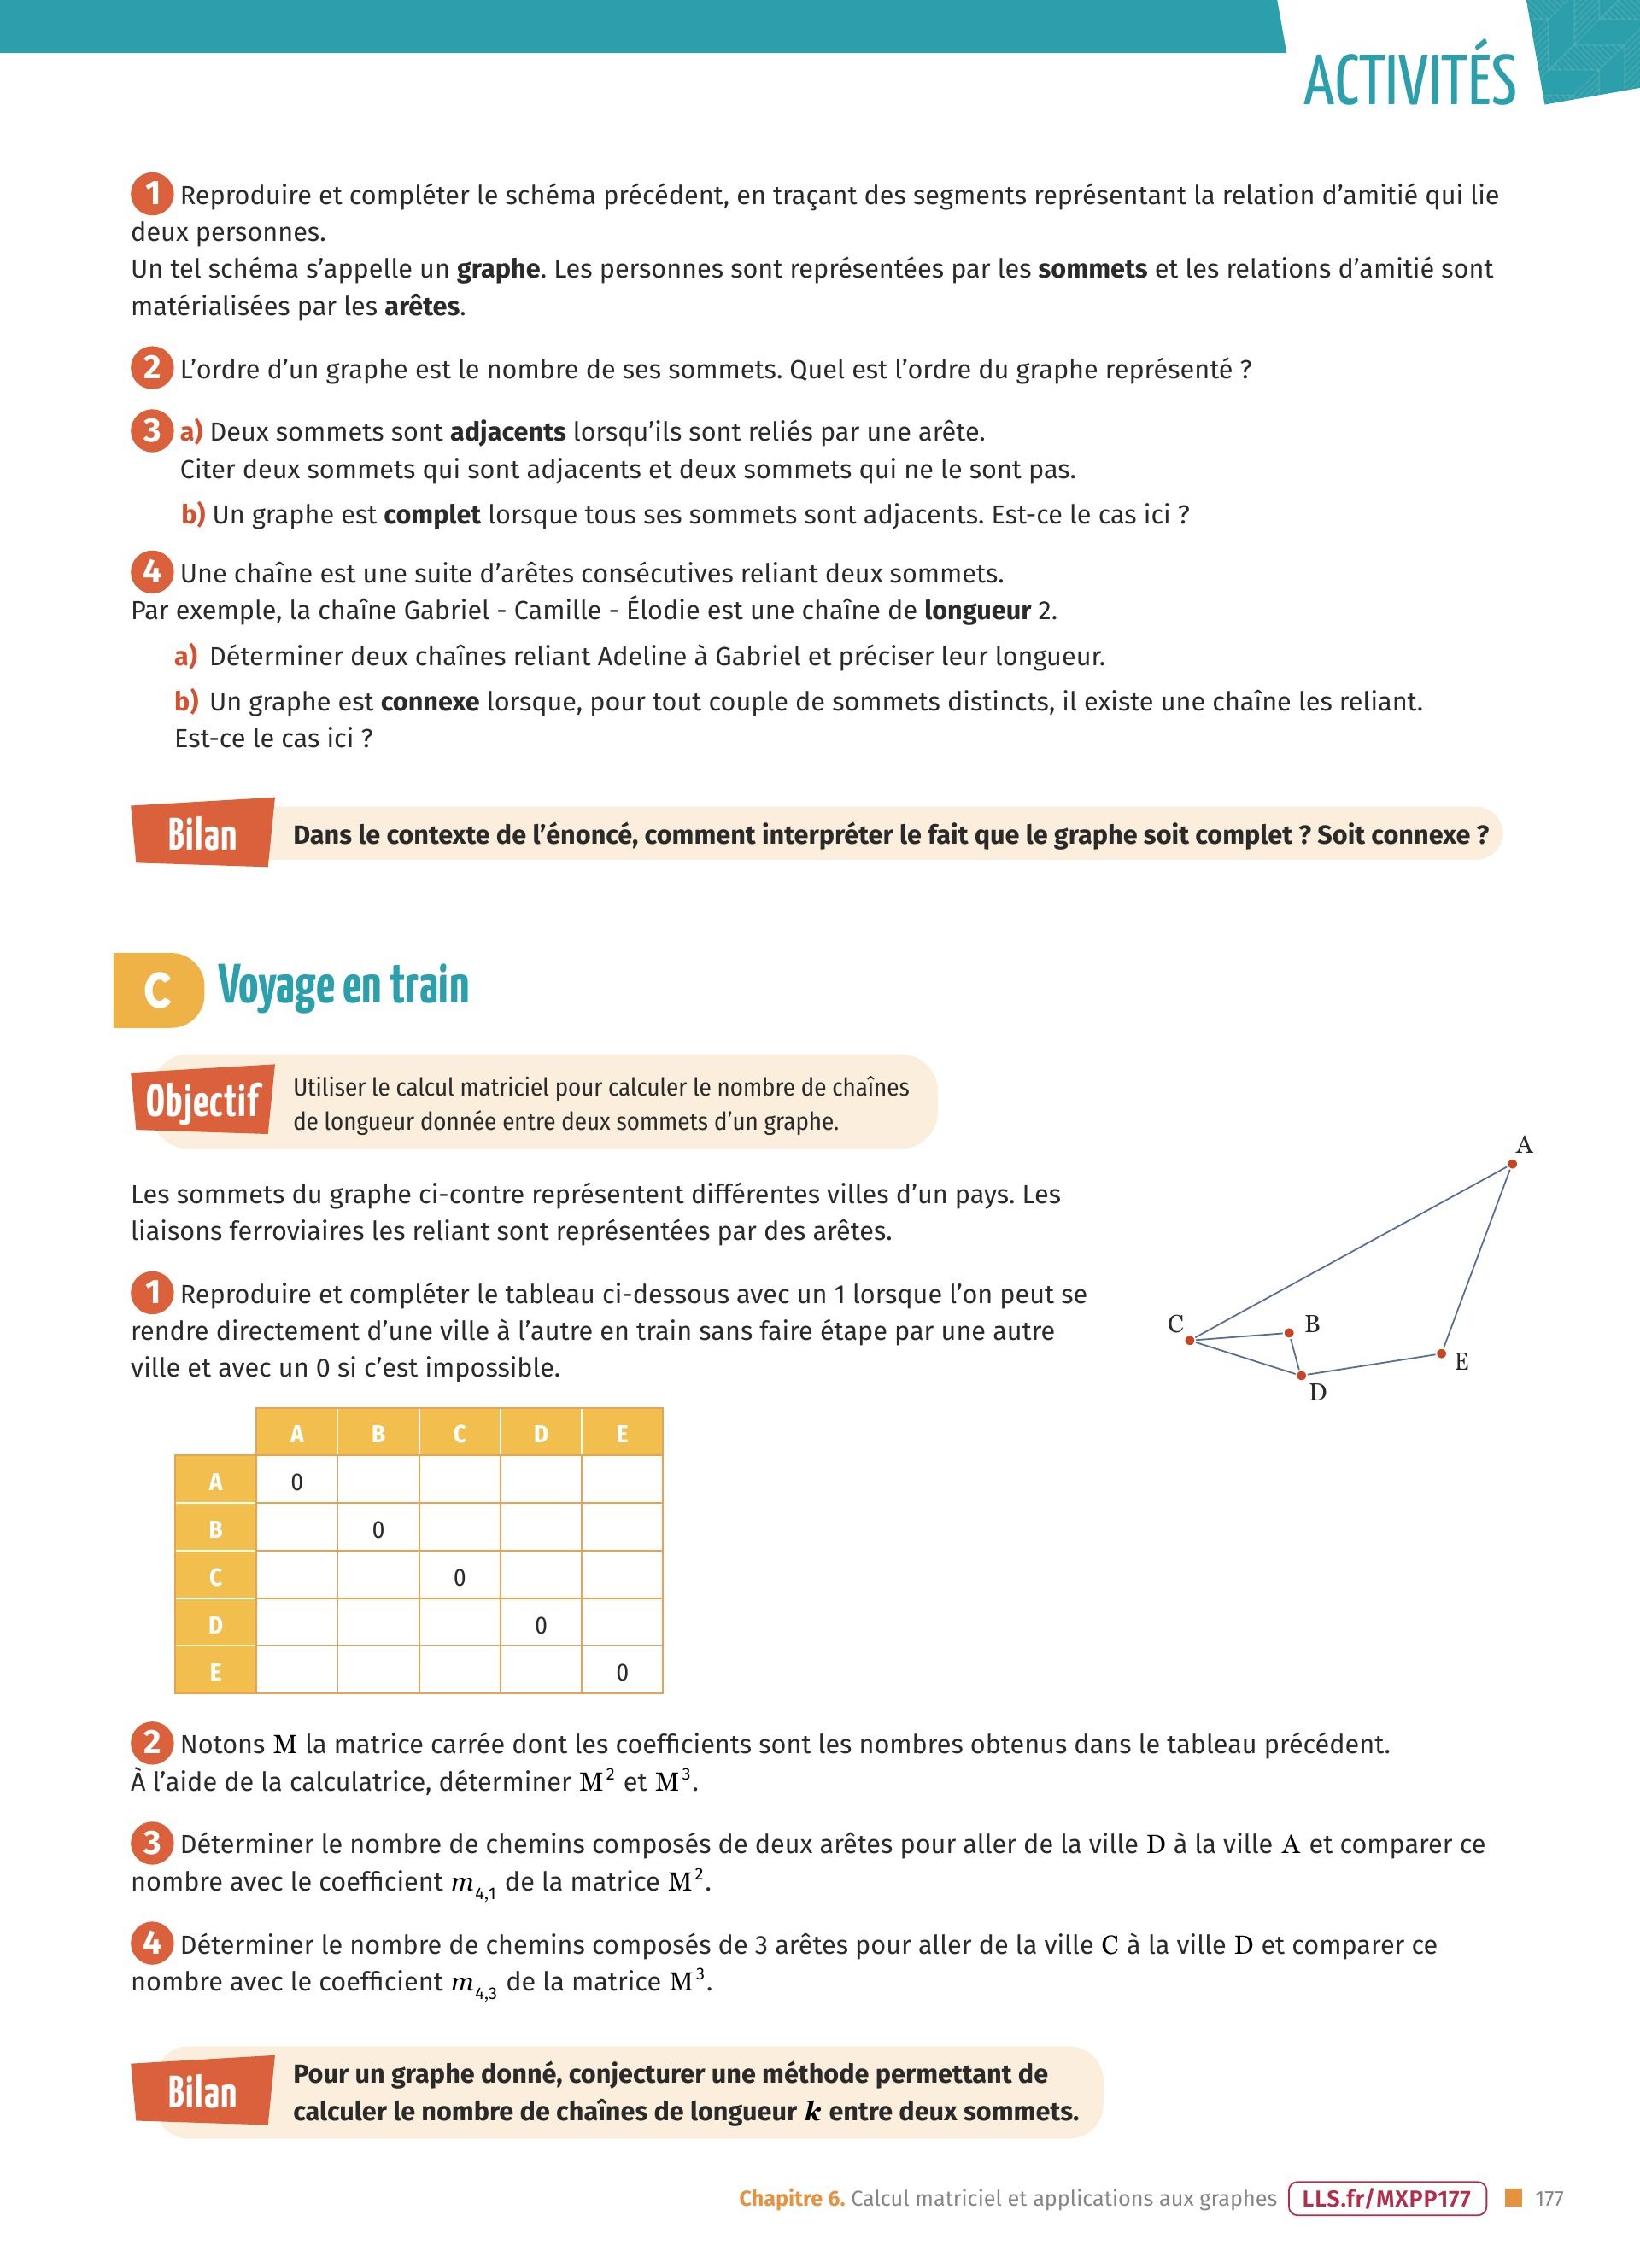 ACTIVITÉS
1 Reproduire et compléter le schéma précédent, en traçant des segments représentant la relation d’amitié qui lie
deux personnes.
Un tel schéma s’appelle un graphe. Les personnes sont représentées par les sommets et les relations d’amitié sont
matérialisées par les arêtes.
2 L’ordre d’un graphe est le nombre de ses sommets. Quel est l’ordre du graphe représenté ?
3 a) Deux sommets sont adjacents lorsqu’ils sont reliés par une arête.
Citer deux sommets qui sont adjacents et deux sommets qui ne le sont pas.
b) Un graphe est complet lorsque tous ses sommets sont adjacents. Est-ce le cas ici ?
4 Une chaîne est une suite d’arêtes consécutives reliant deux sommets.
Par exemple, la chaîne Gabriel - Camille - Élodie est une chaîne de longueur 2.
a) Déterminer deux chaînes reliant Adeline à Gabriel et préciser leur longueur.
b) Un graphe est connexe lorsque, pour tout couple de sommets distincts, il existe une chaîne les reliant.
Est-ce le cas ici ?
Bilan Dans le contexte de l’énoncé, comment interpréter le fait que le graphe soit complet ? Soit connexe ?
C Voyage en train
Objectif Utiliser le calcul matriciel pour calculer le nombre de chaînes
de longueur donnée entre deux sommets d’un graphe.
Les sommets du graphe ci-contre représentent différentes villes d’un pays. Les
liaisons ferroviaires les reliant sont représentées par des arêtes.
A
C B
E
D
1 Reproduire et compléter le tableau ci-dessous avec un 1 lorsque l’on peut se
rendre directement d’une ville à l’autre en train sans faire étape par une autre
ville et avec un 0 si c’est impossible.
A B C D E
A 0
B 0
C 0
D 0
E 0
2 Notons M la matrice carrée dont les coefficients sont les nombres obtenus dans le tableau précédent.
À l’aide de la calculatrice, déterminer M² et M³.
3 Déterminer le nombre de chemins composés de deux arêtes pour aller de la ville D à la ville A et comparer ce
nombre avec le coefficient m4,1 de la matrice M².
4 Déterminer le nombre de chemins composés de 3 arêtes pour aller de la ville C à la ville D et comparer ce
nombre avec le coefficient m4,3 de la matrice M³.
Bilan Pour un graphe donné, conjecturer une méthode permettant de
calculer le nombre de chaînes de longueur k entre deux sommets.
Chapitre 6. Calcul matriciel et applications aux graphes LLS.fr/MXPP177 177